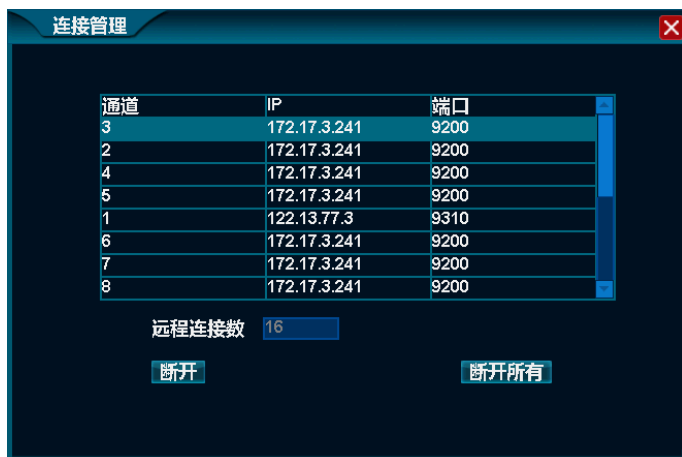 连接管理
通道 IP 端口
3 172.17.3.241 9200
2 172.17.3.241 9200
4 172.17.3.241 9200
5 172.17.3.241 9200
1 122.13.77.3 9310
6 172.17.3.241 9200
7 172.17.3.241 9200
8 172.17.3.241 9200
远程连接数 16
断开 断开所有